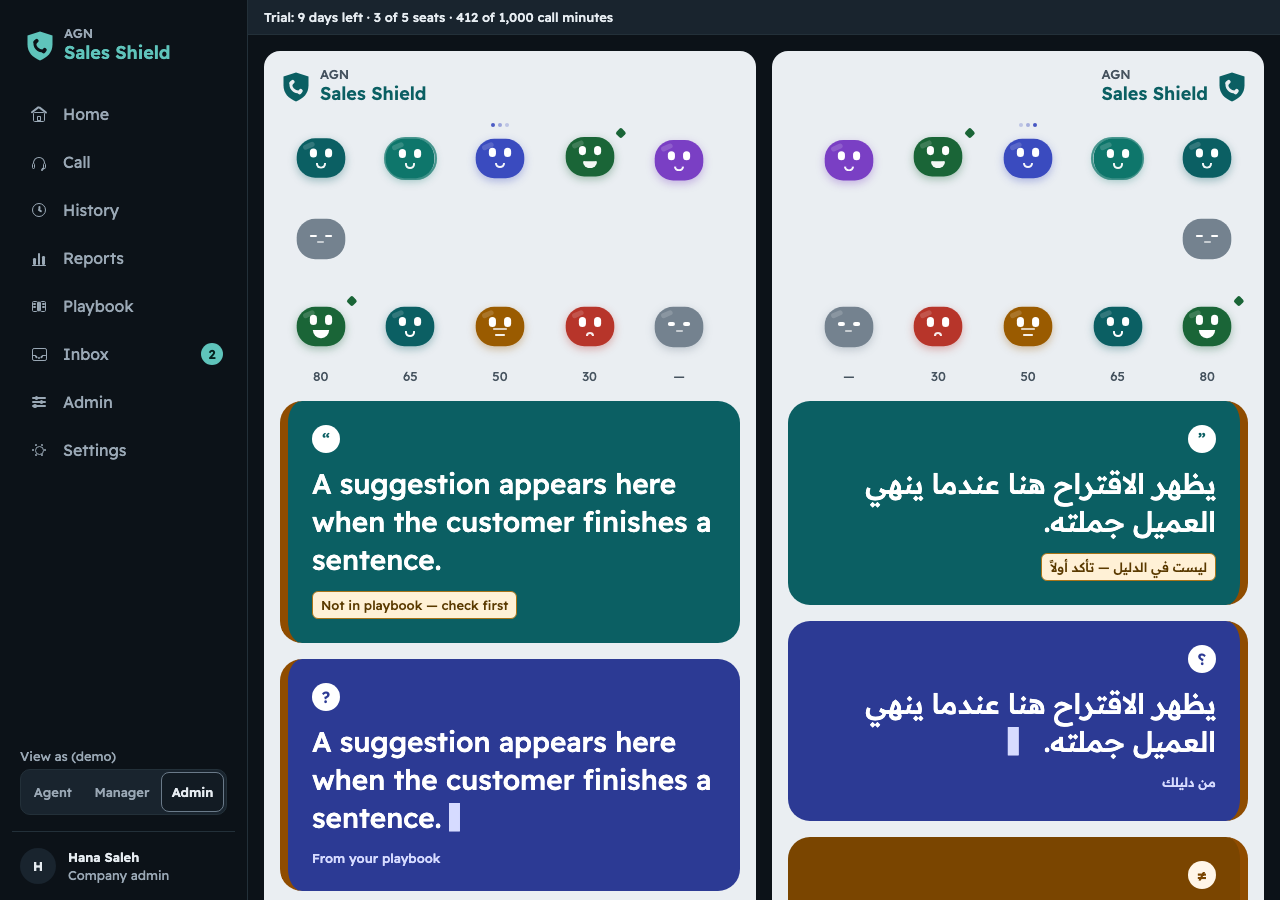 AGN
Sales Shield
Home
Call
History
Reports
Playbook
Inbox
2
Admin
Settings
View as (demo)
Agent
Manager
Admin
H
Hana Saleh
Company admin
Trial: 9 days left · 3 of 5 seats · 412 of 1,000 call minutes
AGN
Sales Shield
80
65
50
30
—
“
A suggestion appears here
when the customer finishes a
sentence.
Not in playbook — check first
?
A suggestion appears here
when the customer finishes a
sentence.
From your playbook
AGN
Sales Shield
—
30
50
65
80
”
يظهر الاقتراح هنا عندما ينهي
العميل جملته.
ليست في الدليل — تأكد أولاً
؟
يظهر الاقتراح هنا عندما ينهي
العميل جملته.
من دليلك
≠